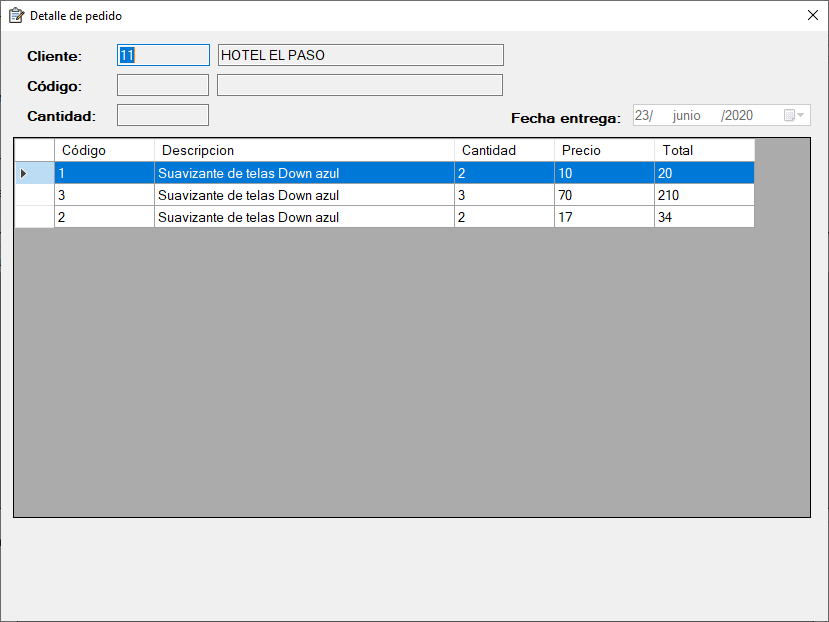 Detalle de pedido
Cliente: 11 HOTEL EL PASO
Código:
Cantidad:
Fecha entrega: 23/ junio /2020
Código Descripcion Cantidad Precio Total
1 Suavizante de telas Down azul 2 10 20
3 Suavizante de telas Down azul 3 70 210
2 Suavizante de telas Down azul 2 17 34